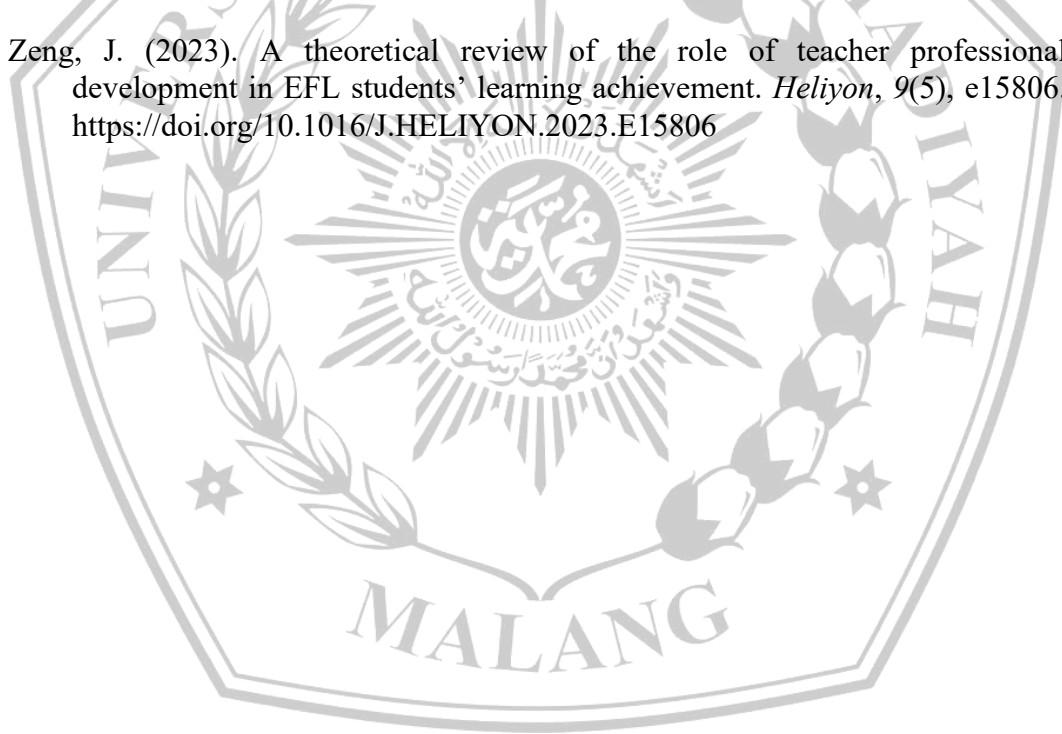 Zeng, J. (2023). A theoretical review of the role of teacher professional
development in EFL students’ learning achievement. Heliyon, 9(5), e15806.
https://doi.org/10.1016/J.HELIYON.2023.E15806
MALANG